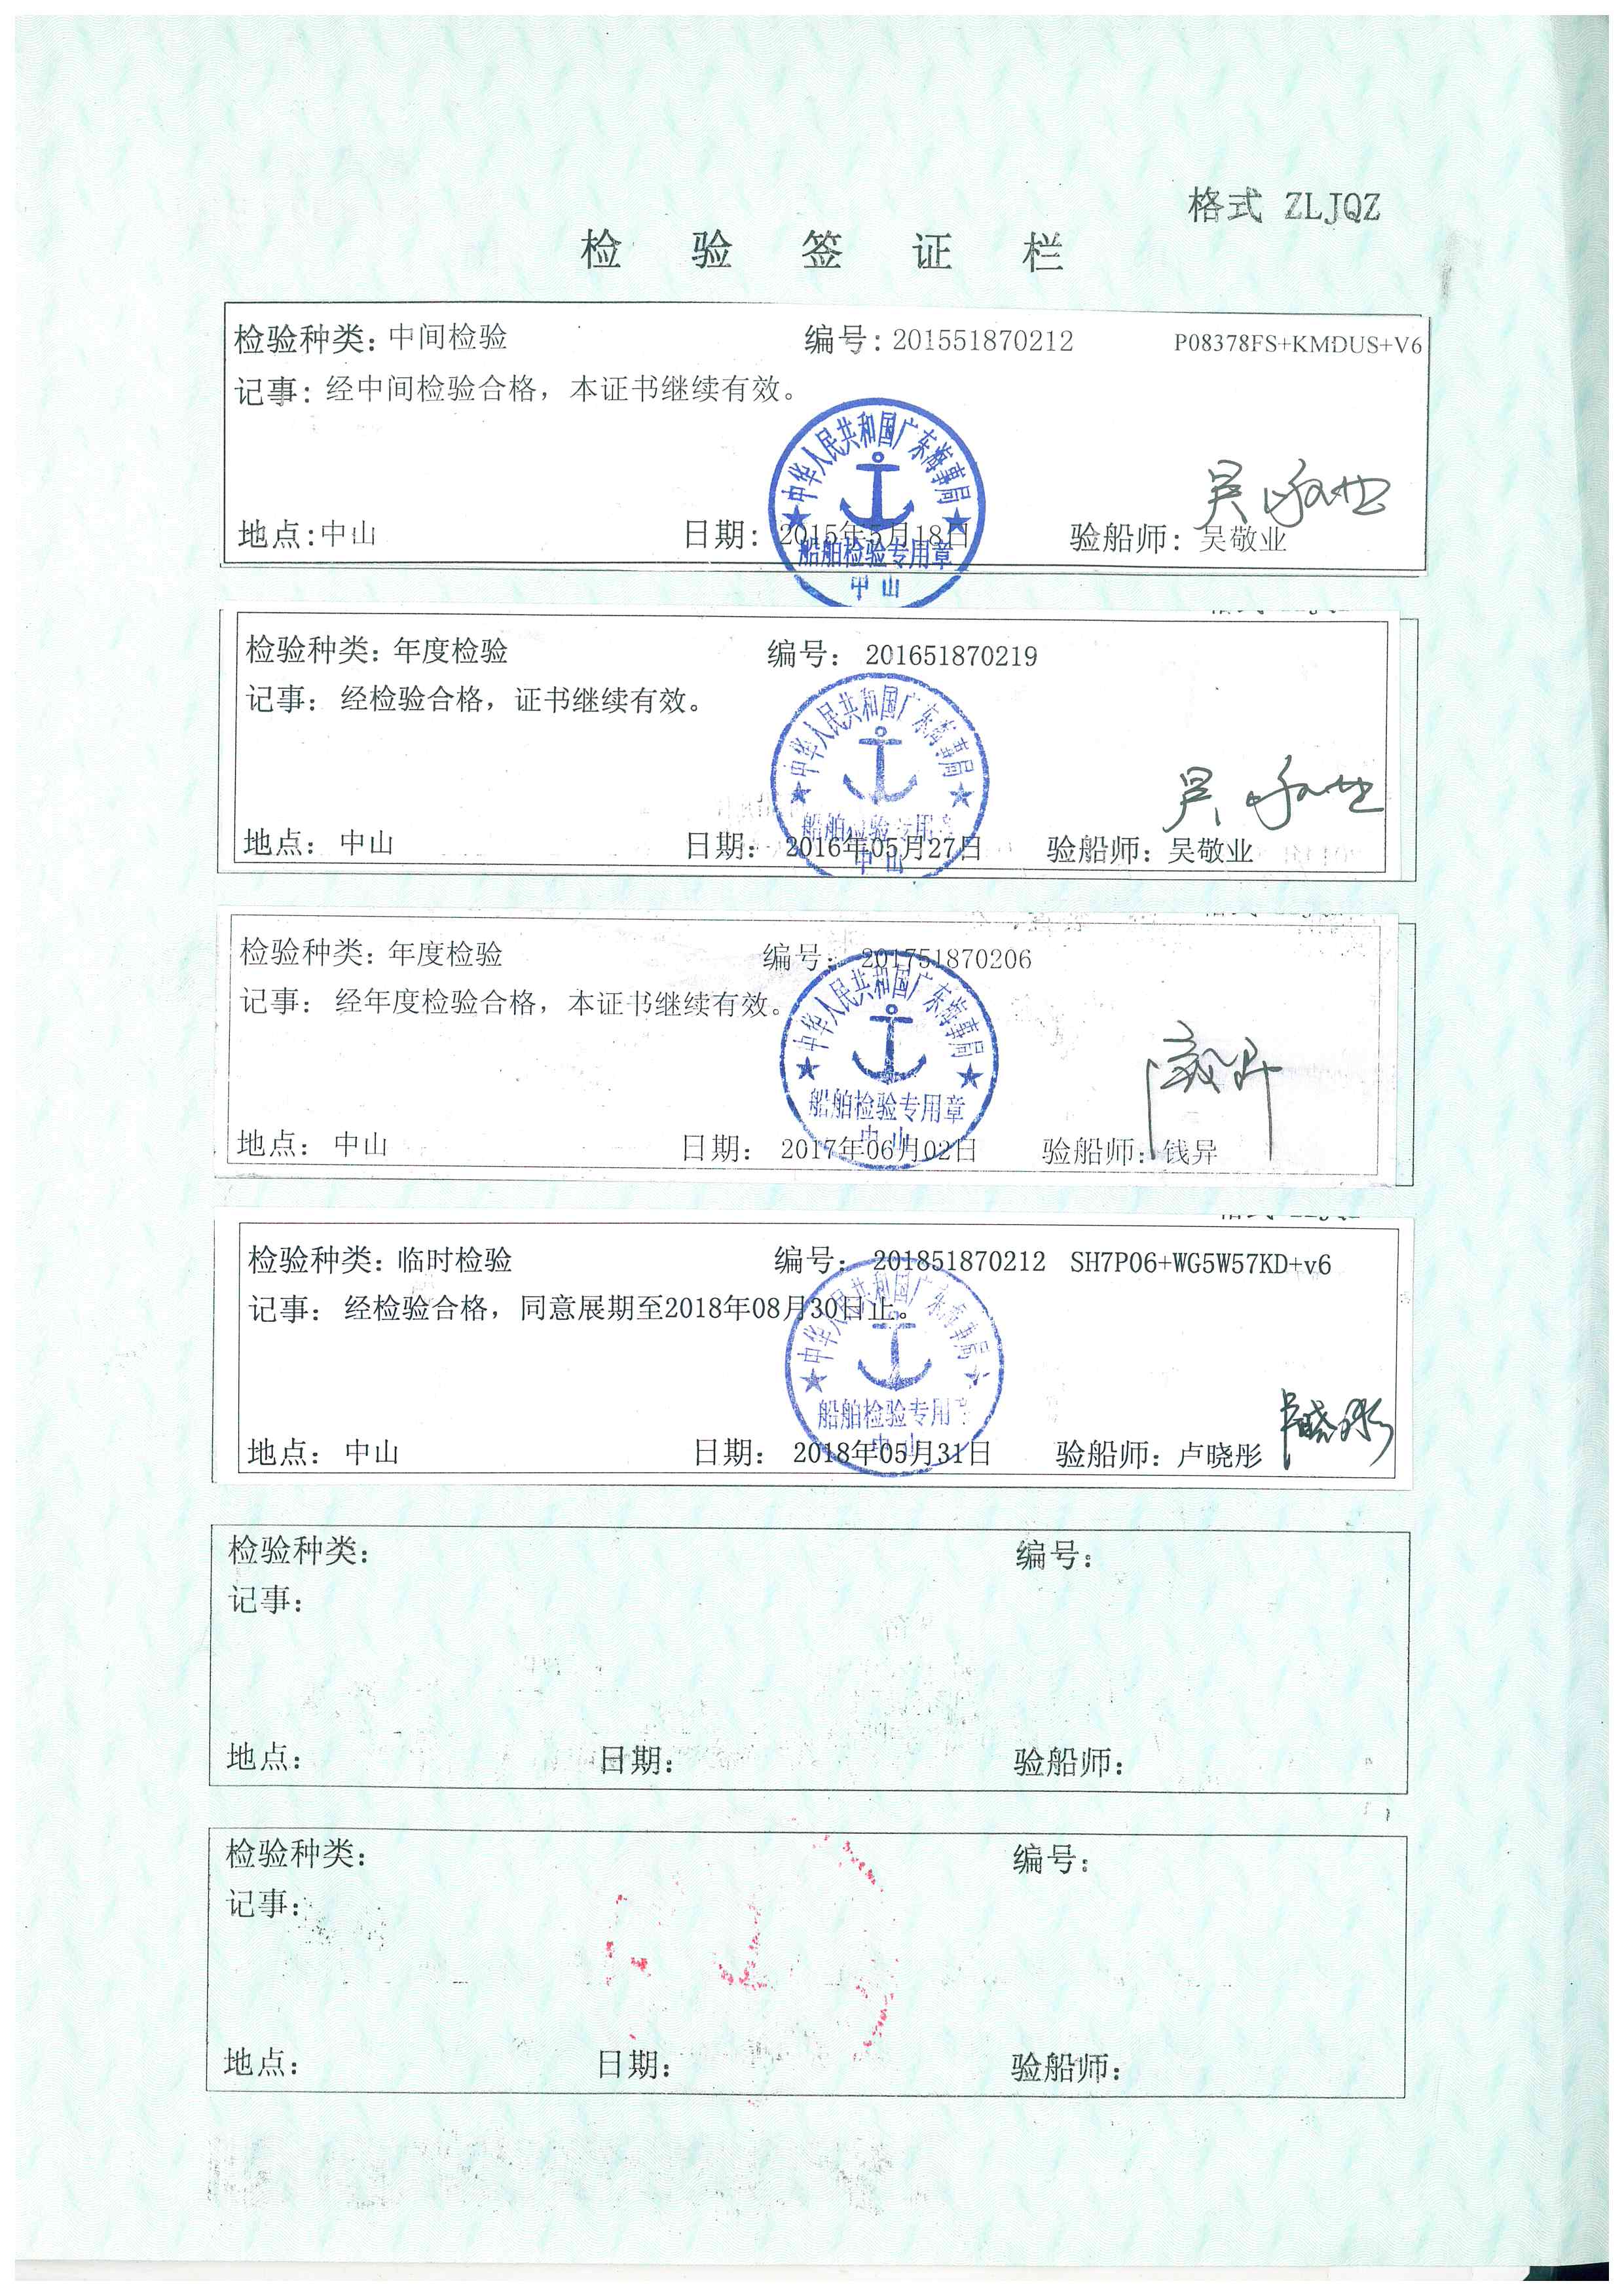 格式 ZLJQZ
检 验 签 证 栏
检验种类: 中间检验 编号: 201551870212 P08378FS+KMDUS+V6
记事: 经中间检验合格，本证书继续有效。
中华人民共和国广东海事局
吴敬业
地点: 中山 日期: 2015年5月18日 验船师: 吴敬业
船舶检验专用章
中山
检验种类: 年度检验 编号: 201651870219
记事: 经检验合格，证书继续有效。
中华人民共和国广东海事局
吴敬业
船舶检验专用章
地点: 中山 日期: 2016年05月27日 验船师: 吴敬业
中山
检验种类: 年度检验 编号: 201751870206
记事: 经年度检验合格，本证书继续有效。
中华人民共和国广东海事局
船舶检验专用章
中山
地点: 中山 日期: 2017年06月02日 验船师: 钱异
检验种类: 临时检验 编号: 201851870212 SH7P06+WG5W57KD+v6
记事: 经检验合格，同意展期至2018年08月30日止。
中华人民共和国广东海事局
船舶检验专用章
卢晓彤
中山
地点: 中山 日期: 2018年05月31日 验船师: 卢晓彤
检验种类: 编号:
记事:
地点: 日期: 验船师:
检验种类: 编号:
记事:
地点: 日期: 验船师: